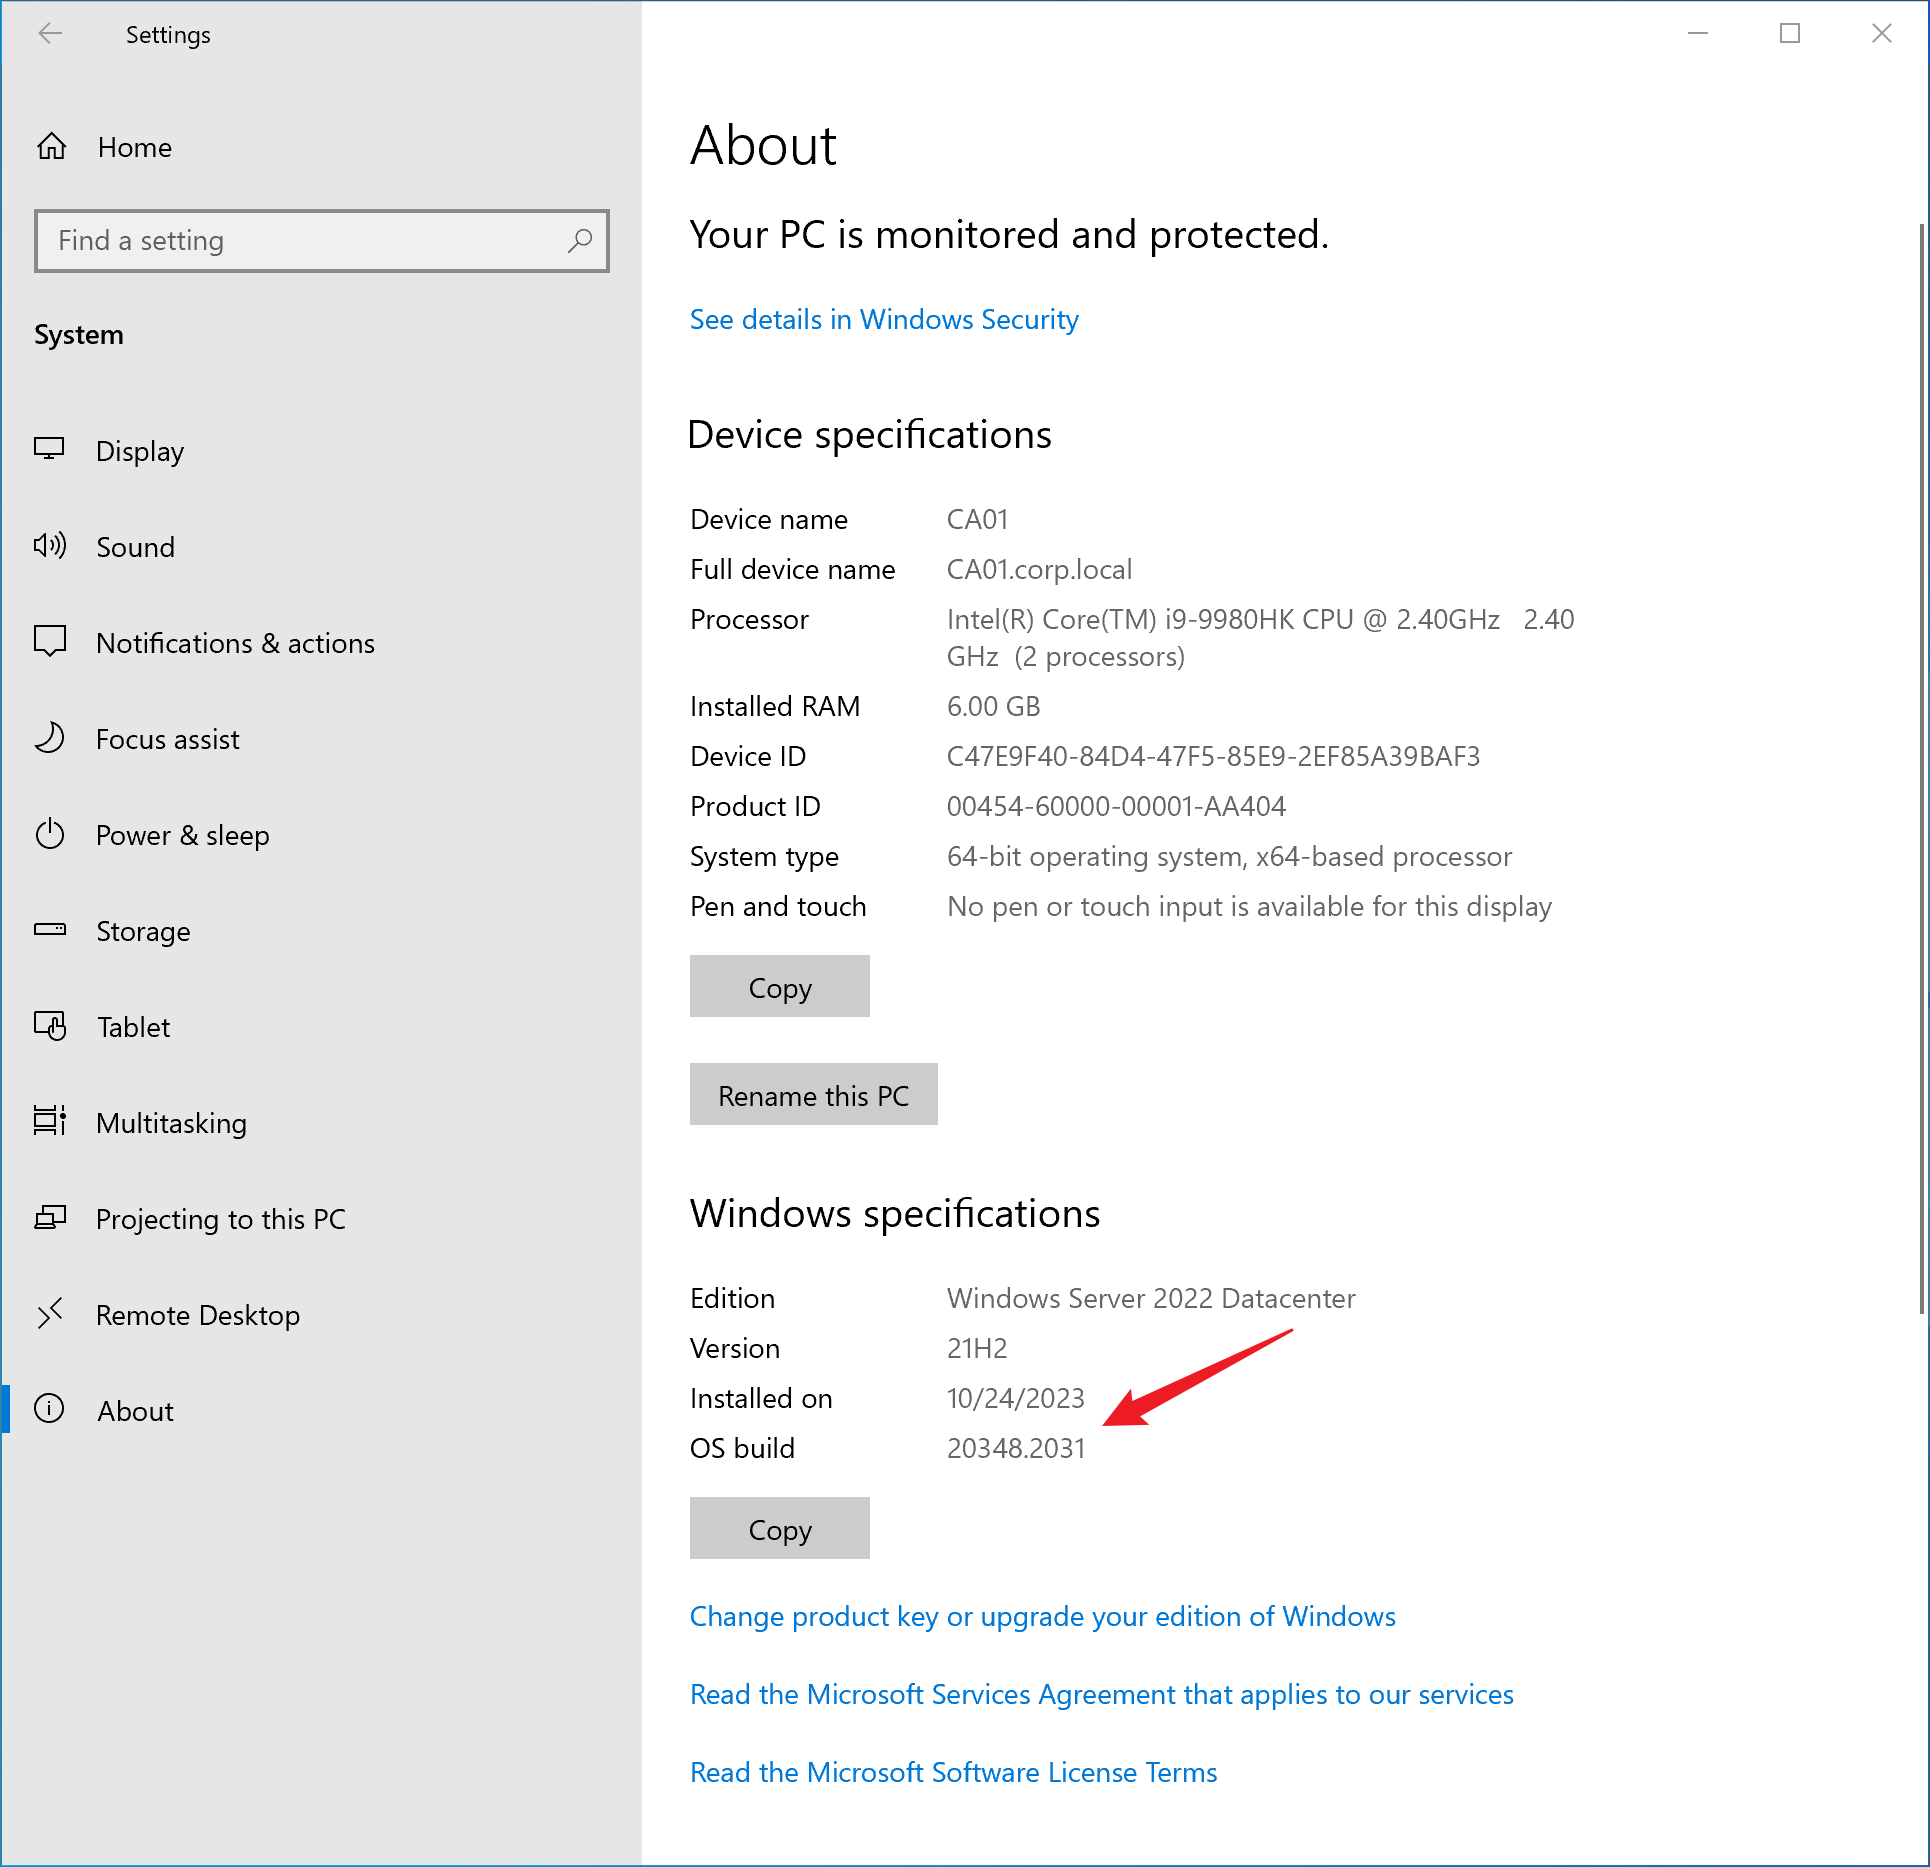 Settings
Home
Find a setting
System
Display
Sound
Notifications & actions
Focus assist
Power & sleep
Storage
Tablet
Multitasking
Projecting to this PC
Remote Desktop
About
About
Your PC is monitored and protected.
See details in Windows Security
Device specifications
Device name CA01
Full device name CA01.corp.local
Processor Intel(R) Core(TM) i9-9980HK CPU @ 2.40GHz 2.40
GHz (2 processors)
Installed RAM 6.00 GB
Device ID C47E9F40-84D4-47F5-85E9-2EF85A39BAF3
Product ID 00454-60000-00001-AA404
System type 64-bit operating system, x64-based processor
Pen and touch No pen or touch input is available for this display
Copy
Rename this PC
Windows specifications
Edition Windows Server 2022 Datacenter
Version 21H2
Installed on 10/24/2023
OS build 20348.2031
Copy
Change product key or upgrade your edition of Windows
Read the Microsoft Services Agreement that applies to our services
Read the Microsoft Software License Terms